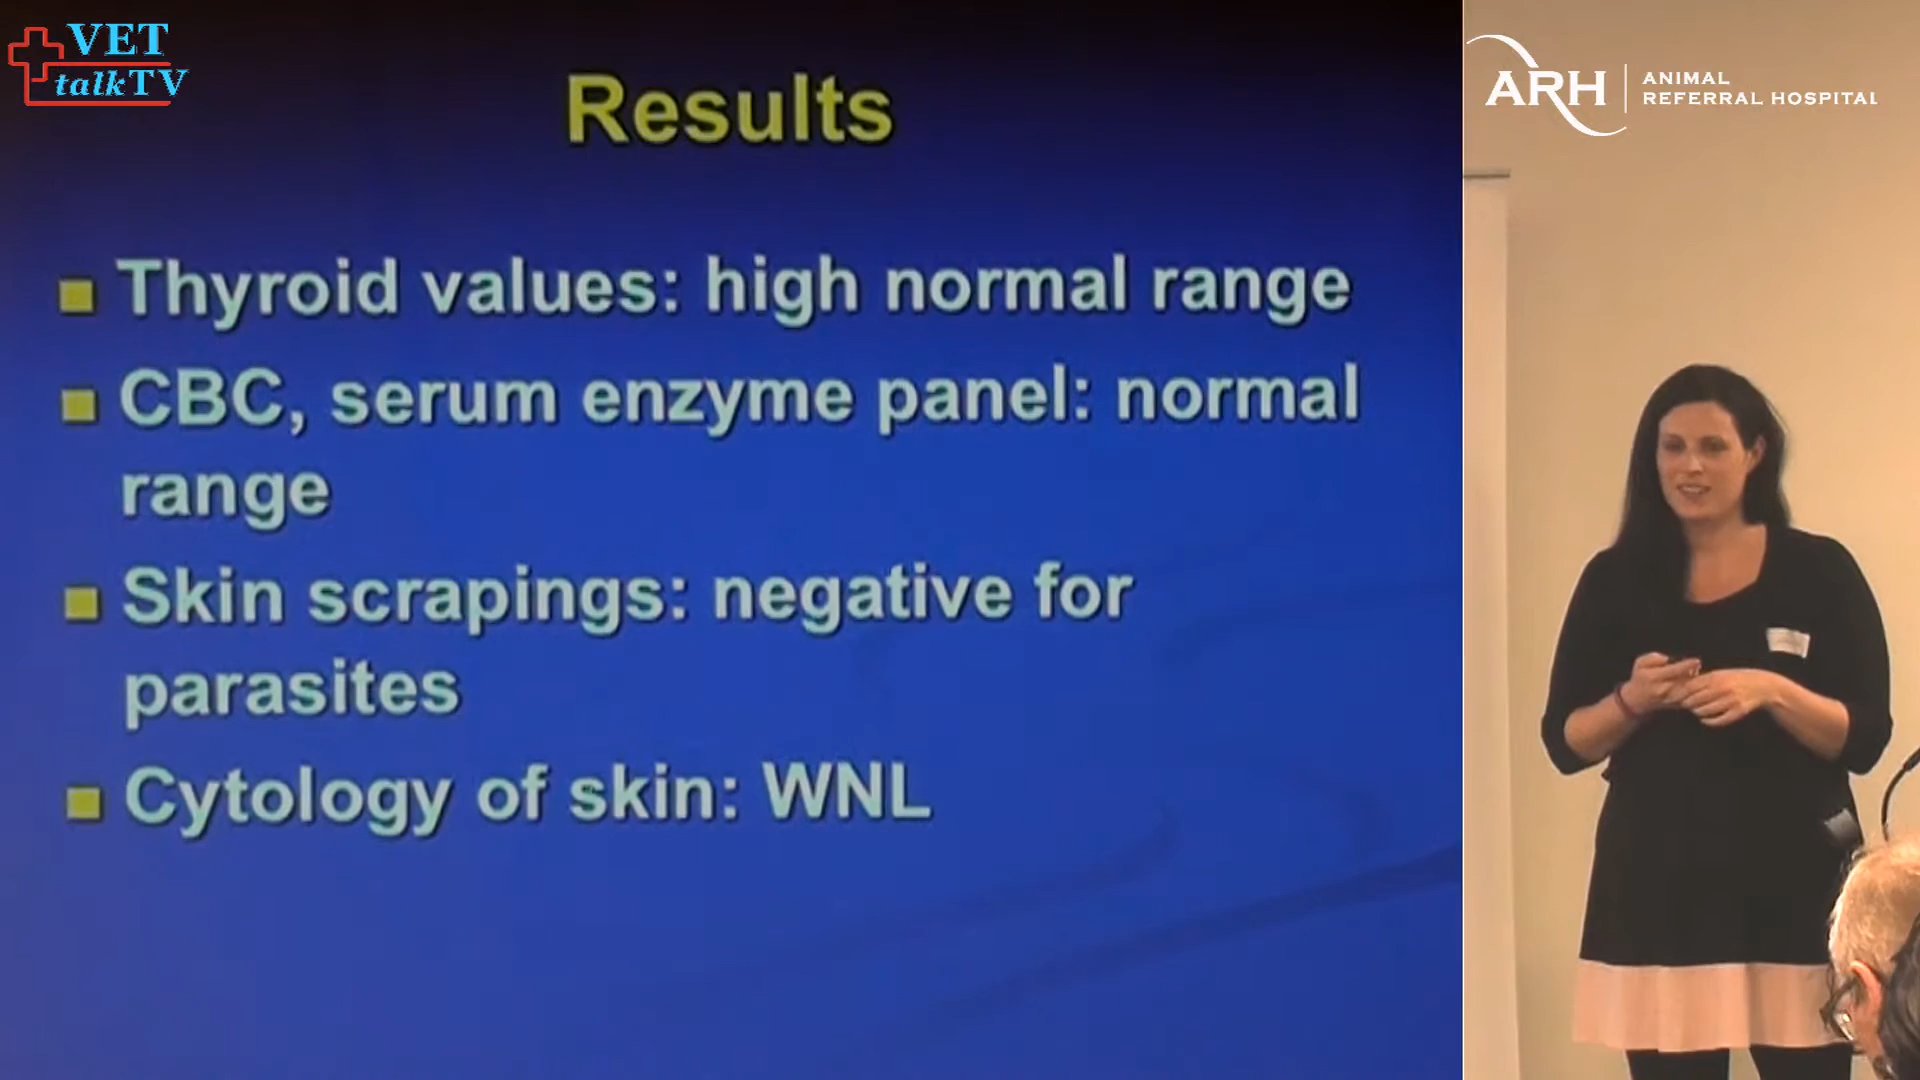 VET
talkTV
Results
Thyroid values: high normal range
CBC, serum enzyme panel: normal
range
Skin scrapings: negative for
parasites
Cytology of skin: WNL
ARH
ANIMAL
REFERRAL HOSPITAL